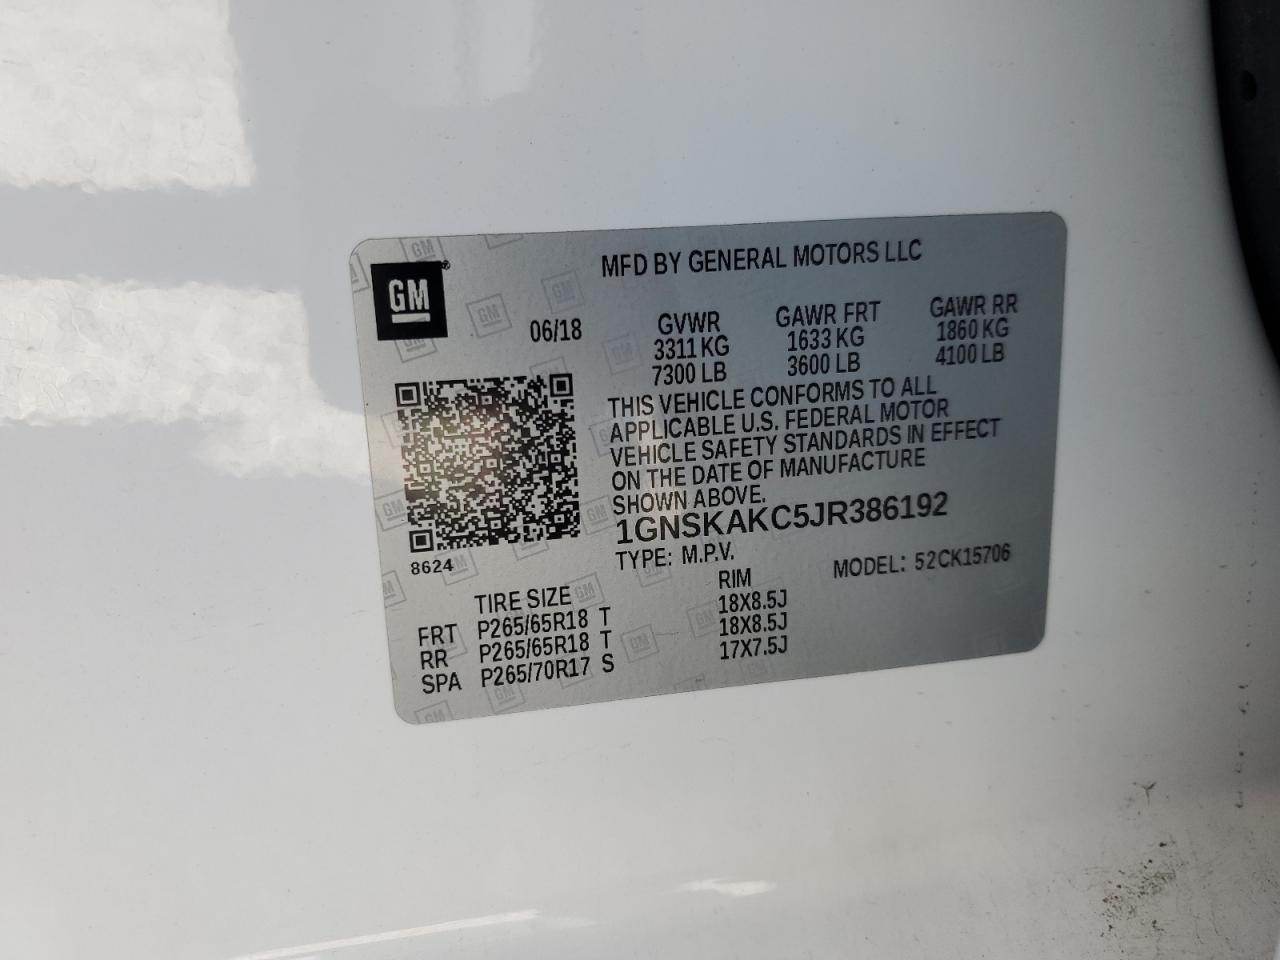 GM
MFD BY GENERAL MOTORS LLC
06/18
GVWR GAWR FRT GAWR RR
3311 KG 1633 KG 1860 KG
7300 LB 3600 LB 4100 LB
THIS VEHICLE CONFORMS TO ALL
APPLICABLE U.S. FEDERAL MOTOR
VEHICLE SAFETY STANDARDS IN EFFECT
ON THE DATE OF MANUFACTURE
SHOWN ABOVE.
1GNSKAKC5JR386192
8624
TYPE: M.P.V. MODEL: 52CK15706
TIRE SIZE RIM
FRT P265/65R18 T 18X8.5J
RR P265/65R18 T 18X8.5J
SPA P265/70R17 S 17X7.5J